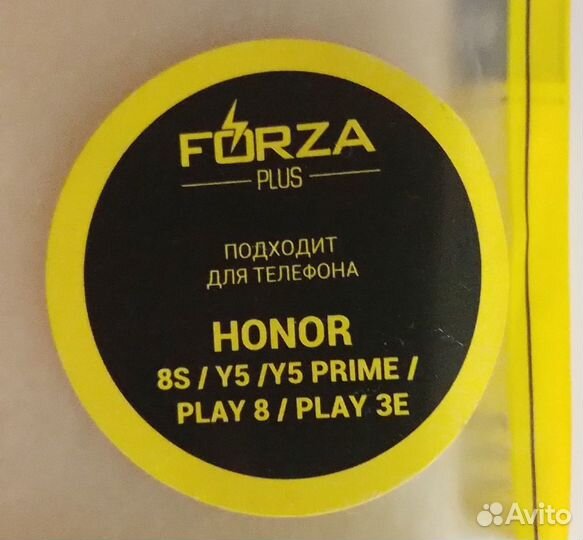 FORZA
PLUS
ПОДХОДИТ
ДЛЯ ТЕЛЕФОНА
HONOR
8S / Y5 /Y5 PRIME /
PLAY 8 / PLAY 3E
Avito